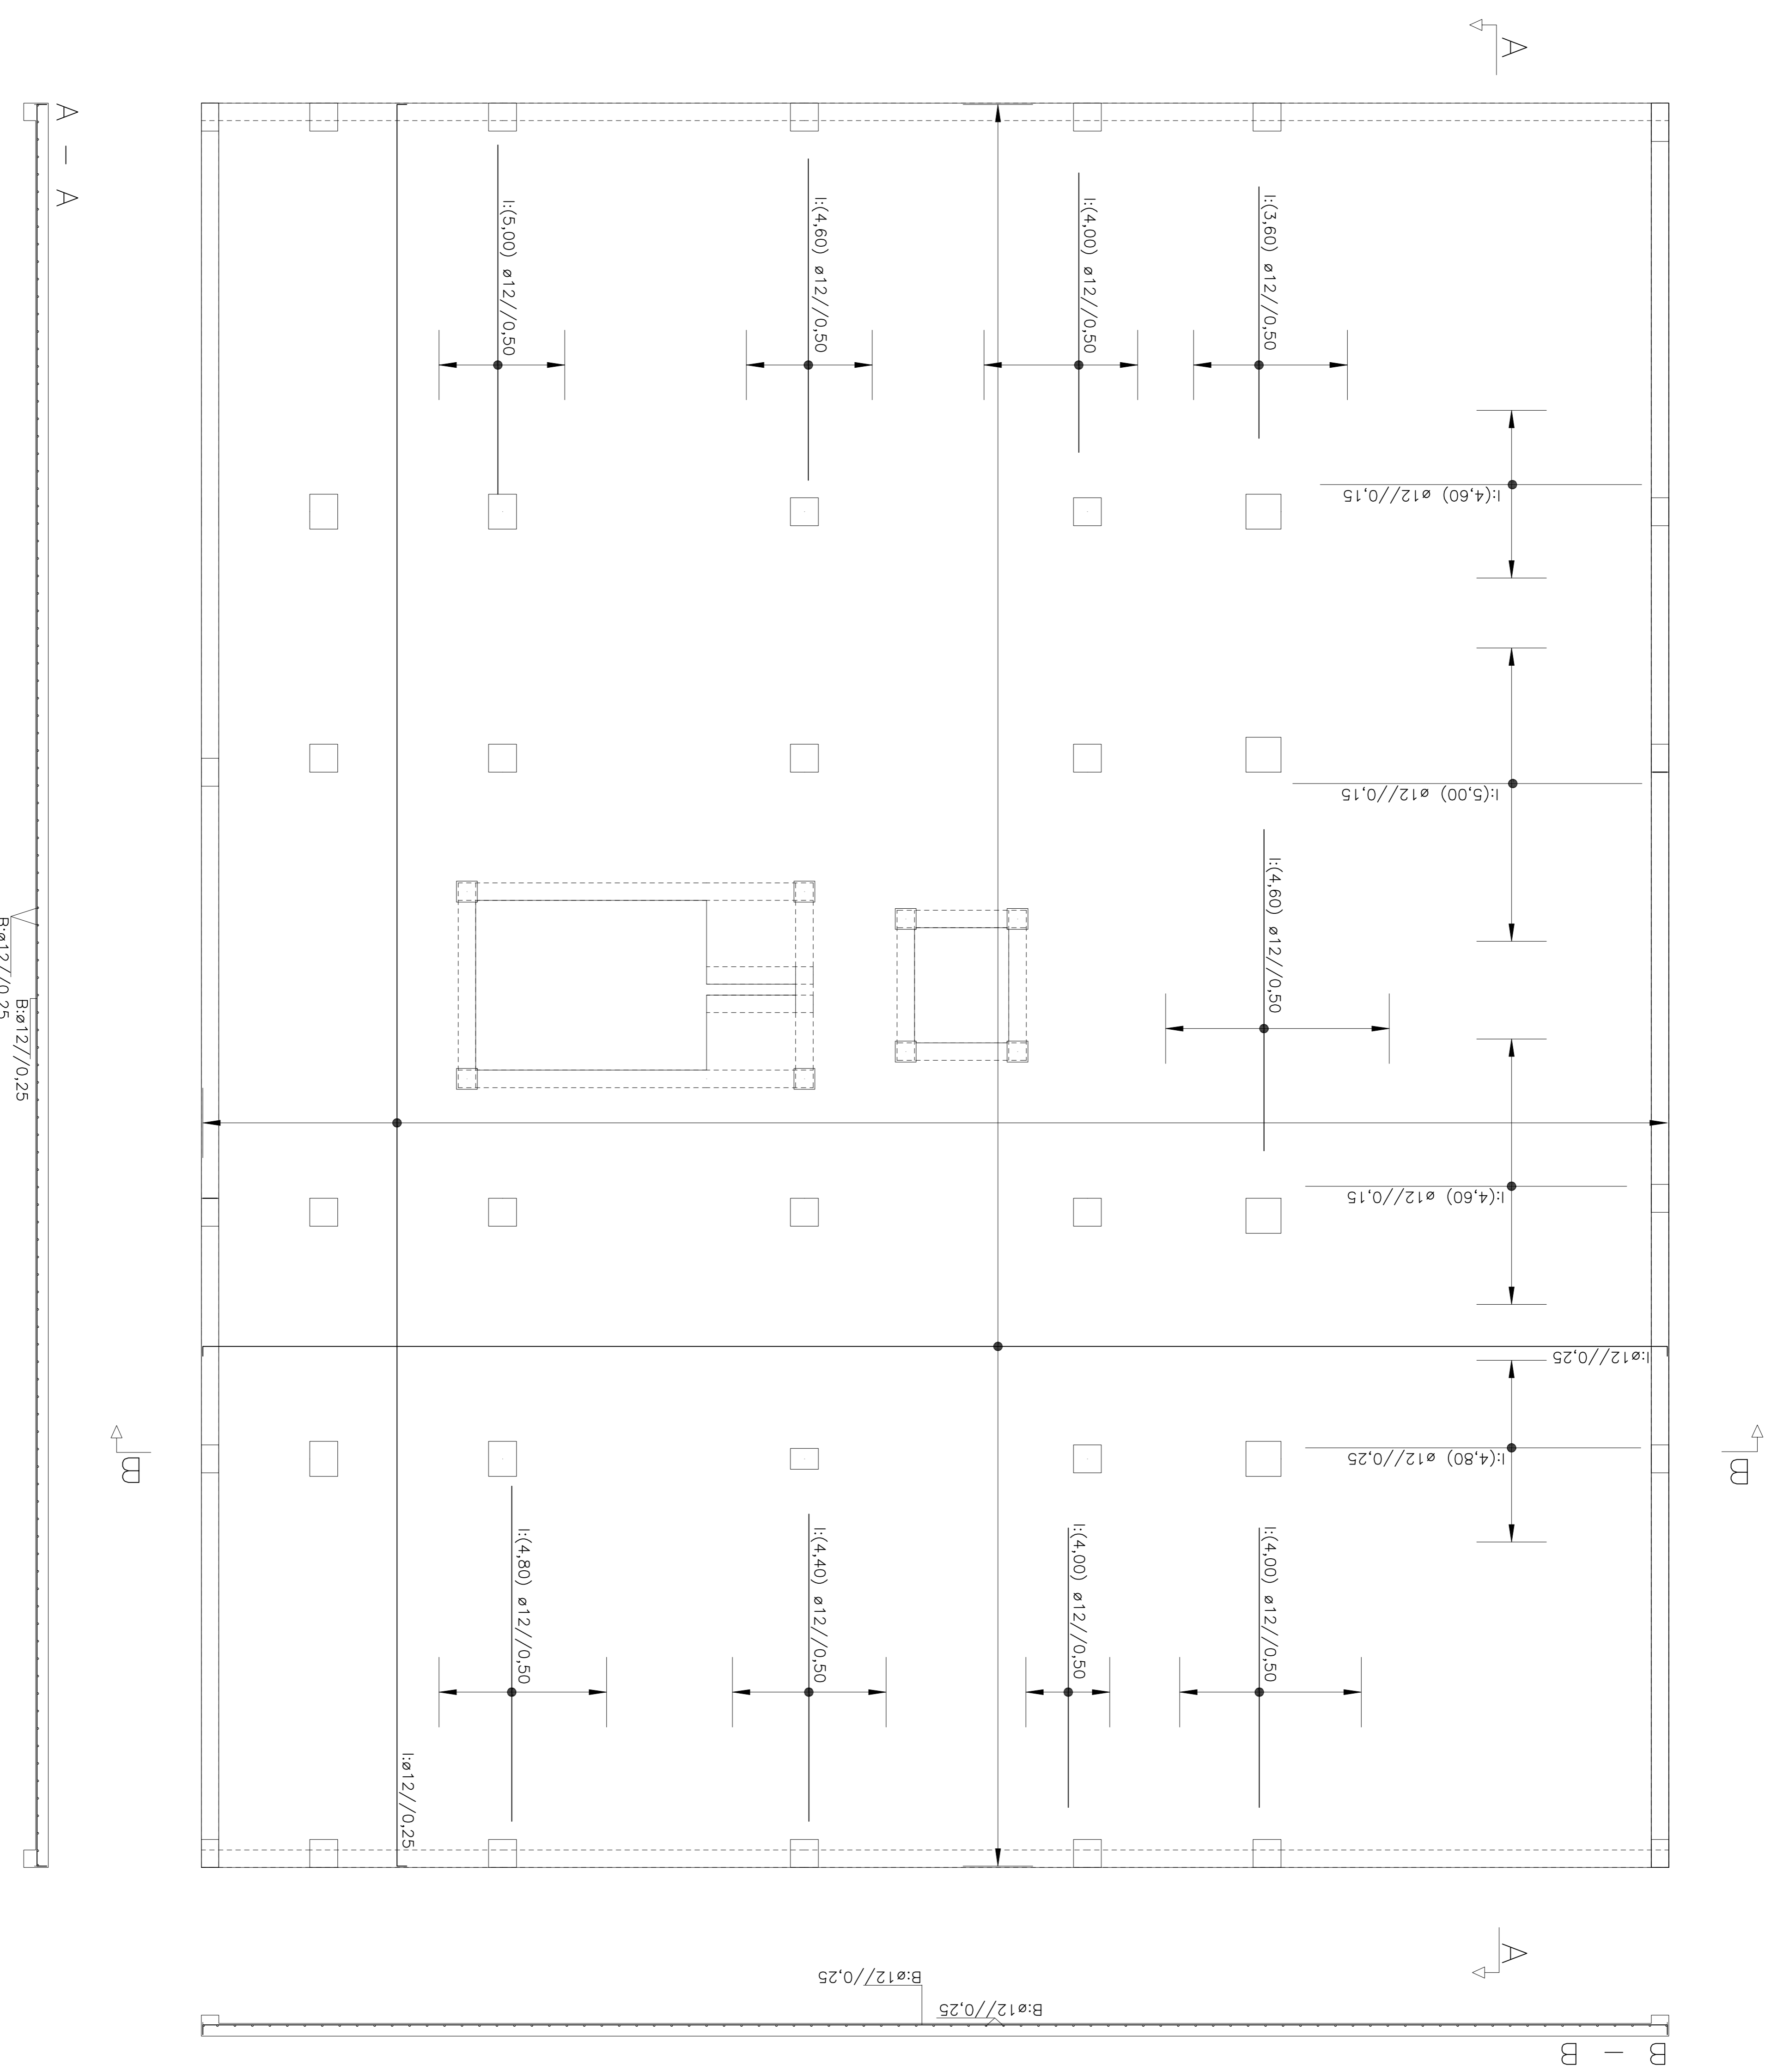 A
A
A – A
I:(5,00) ø12//0,50
I:(4,60) ø12//0,50
I:(4,00) ø12//0,50
I:(3,60) ø12//0,50
I:(4,60) ø12//0,15
I:(5,00) ø12//0,15
I:(4,60) ø12//0,50
I:(4,60) ø12//0,15
I:ø12//0,25
I:(4,80) ø12//0,25
I:(4,80) ø12//0,50
I:(4,40) ø12//0,50
I:(4,00) ø12//0,50
I:(4,00) ø12//0,50
I:ø12//0,25
B:ø12//0,25
B:ø12//0,25
B
B
B:ø12//0,25
B:ø12//0,25
B – B